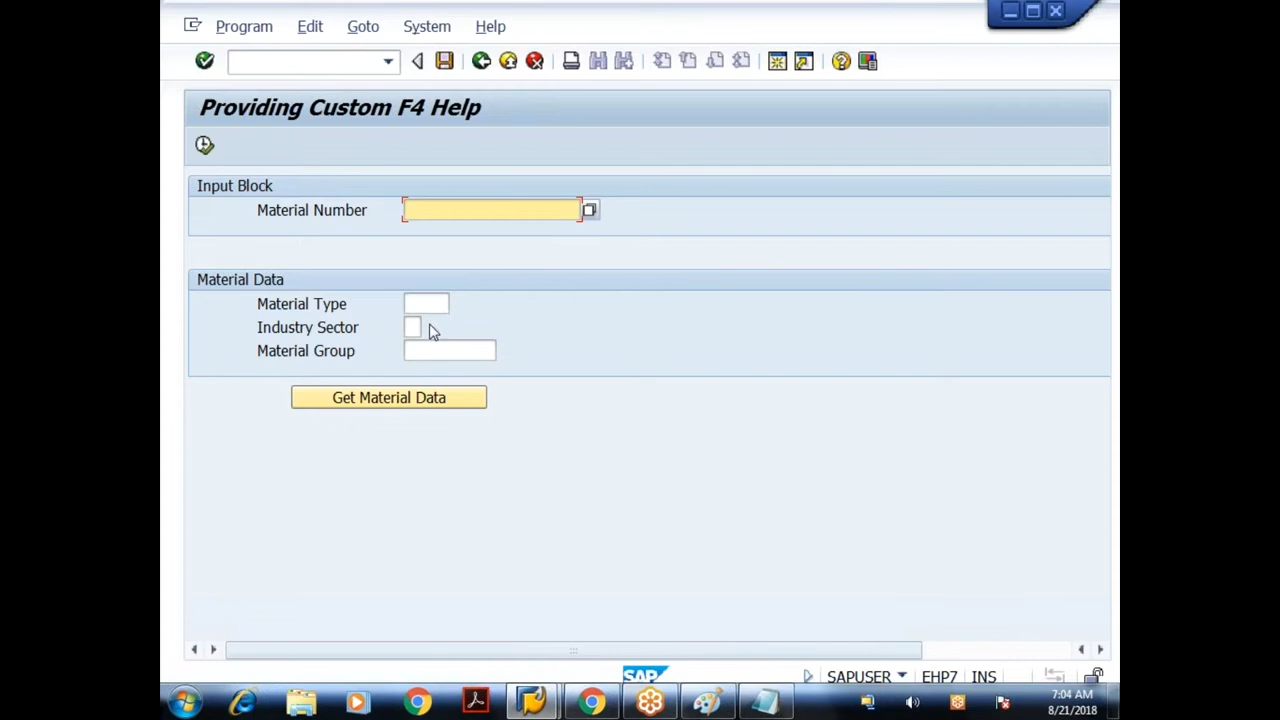 Program Edit Goto System Help
Providing Custom F4 Help
Input Block
Material Number
Material Data
Material Type
Industry Sector
Material Group
Get Material Data
SAP
SAPUSER EHP7 INS
7:04 AM
8/21/2018